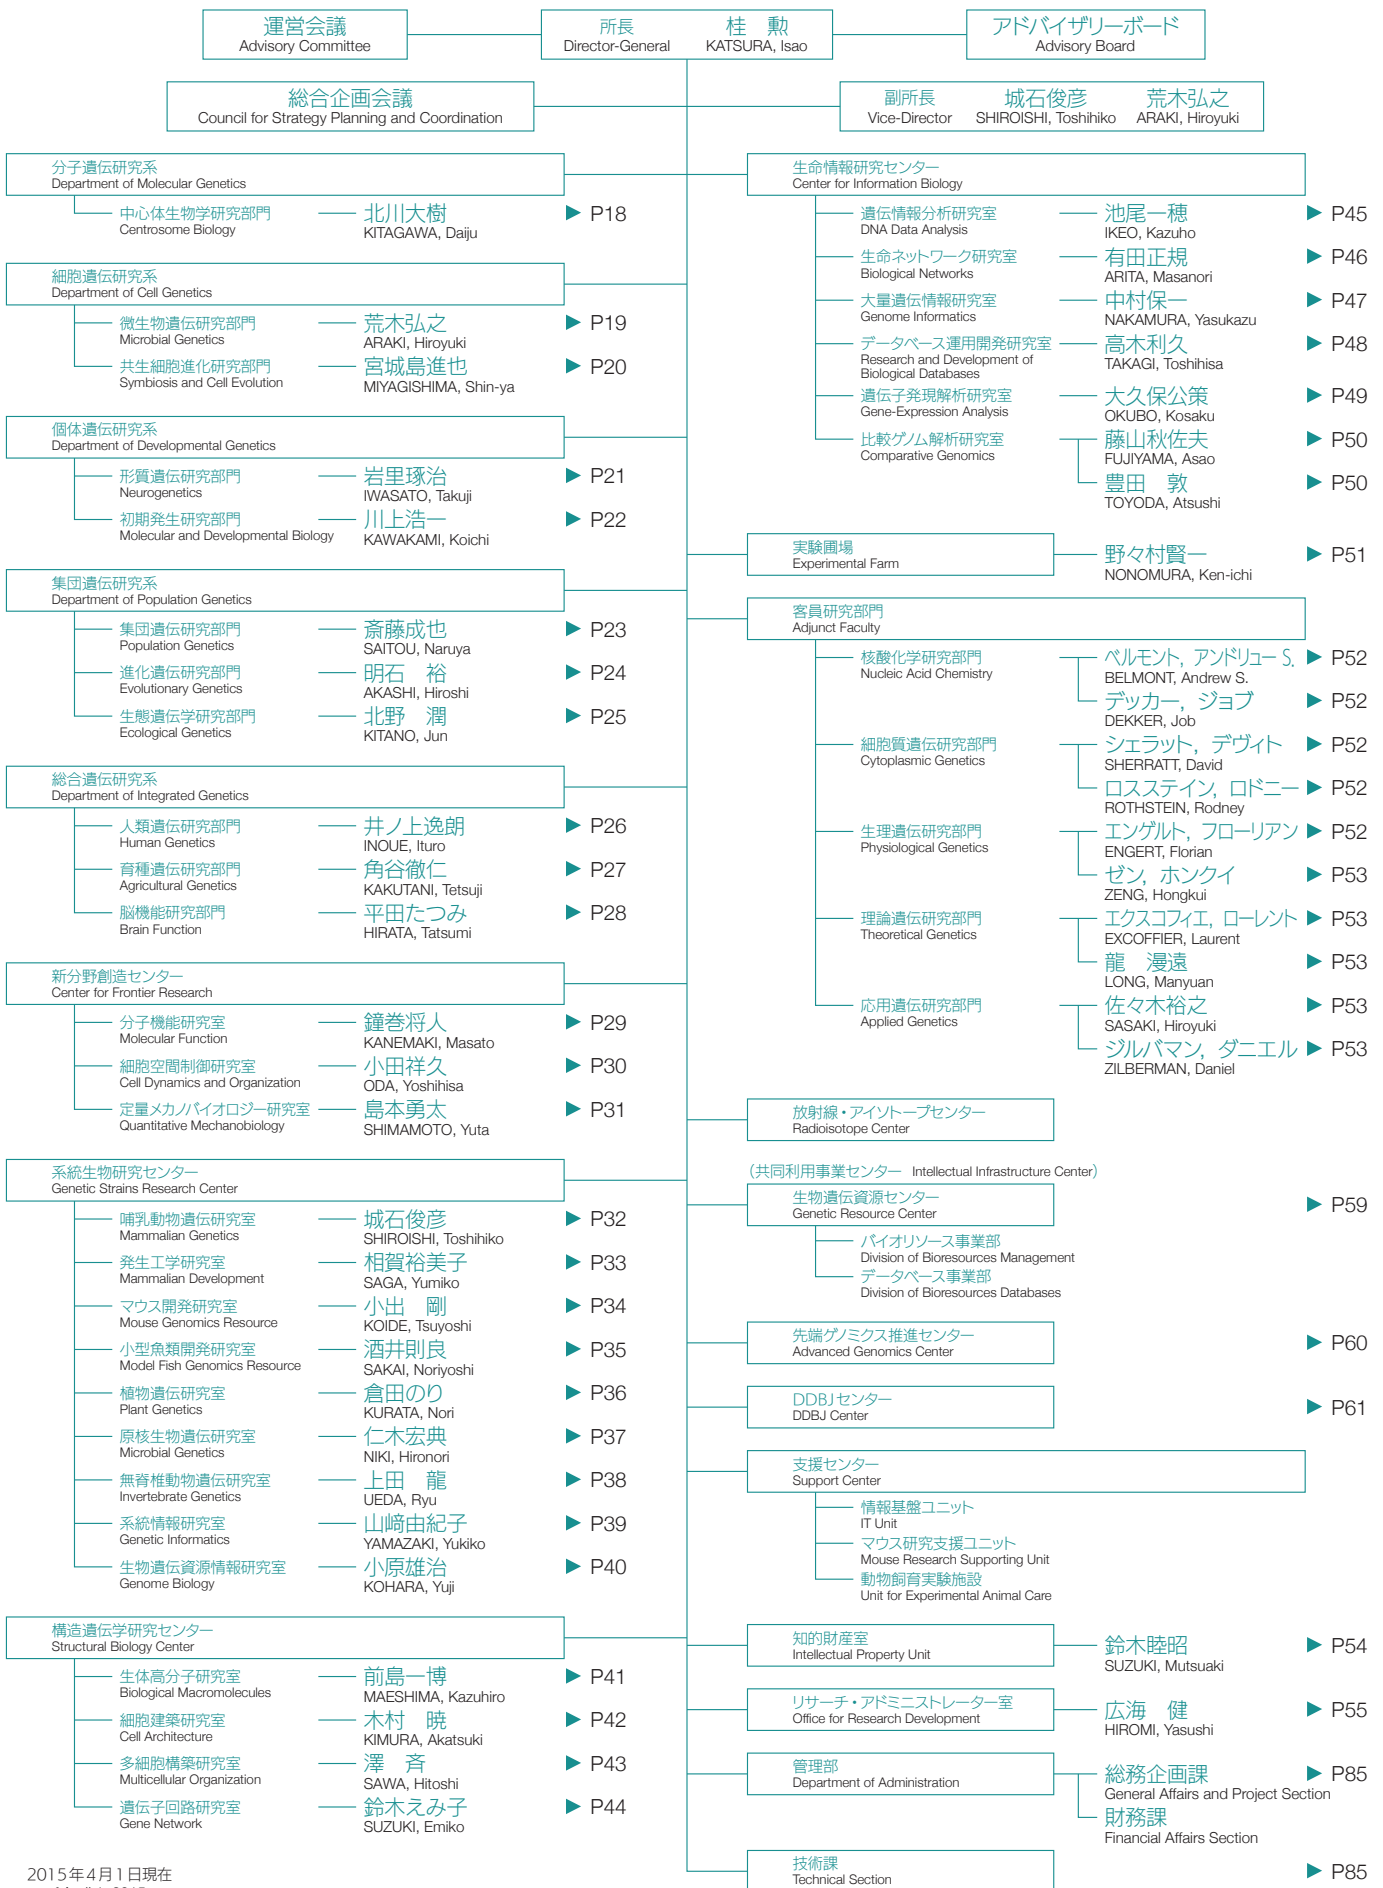 運営会議
Advisory Committee
所長 桂 勲
Director-General KATSURA, Isao
アドバイザリーボード
Advisory Board
総合企画会議
Council for Strategy Planning and Coordination
副所長 城石俊彦 荒木弘之
Vice-Director SHIROISHI, Toshihiko ARAKI, Hiroyuki
分子遺伝研究系
Department of Molecular Genetics
中心体生物学研究部門 北川大樹 ▶ P18
Centrosome Biology KITAGAWA, Daiju
細胞遺伝研究系
Department of Cell Genetics
微生物遺伝研究部門 荒木弘之 ▶ P19
Microbial Genetics ARAKI, Hiroyuki
共生細胞進化研究部門 宮城島進也 ▶ P20
Symbiosis and Cell Evolution MIYAGISHIMA, Shin-ya
個体遺伝研究系
Department of Developmental Genetics
形質遺伝研究部門 岩里琢治 ▶ P21
Neurogenetics IWASATO, Takuji
初期発生研究部門 川上浩一 ▶ P22
Molecular and Developmental Biology KAWAKAMI, Koichi
集団遺伝研究系
Department of Population Genetics
集団遺伝研究部門 斎藤成也 ▶ P23
Population Genetics SAITOU, Naruya
進化遺伝研究部門 明石 裕 ▶ P24
Evolutionary Genetics AKASHI, Hiroshi
生態遺伝学研究部門 北野 潤 ▶ P25
Ecological Genetics KITANO, Jun
総合遺伝研究系
Department of Integrated Genetics
人類遺伝研究部門 井ノ上逸朗 ▶ P26
Human Genetics INOUE, Ituro
育種遺伝研究部門 角谷徹仁 ▶ P27
Agricultural Genetics KAKUTANI, Tetsuji
脳機能研究部門 平田たつみ ▶ P28
Brain Function HIRATA, Tatsumi
新分野創造センター
Center for Frontier Research
分子機能研究室 鐘巻将人 ▶ P29
Molecular Function KANEMAKI, Masato
細胞空間制御研究室 小田祥久 ▶ P30
Cell Dynamics and Organization ODA, Yoshihisa
定量メカノバイオロジー研究室 島本勇太 ▶ P31
Quantitative Mechanobiology SHIMAMOTO, Yuta
系統生物研究センター
Genetic Strains Research Center
哺乳動物遺伝研究室 城石俊彦 ▶ P32
Mammalian Genetics SHIROISHI, Toshihiko
発生工学研究室 相賀裕美子 ▶ P33
Mammalian Development SAGA, Yumiko
マウス開発研究室 小出 剛 ▶ P34
Mouse Genomics Resource KOIDE, Tsuyoshi
小型魚類開発研究室 酒井則良 ▶ P35
Model Fish Genomics Resource SAKAI, Noriyoshi
植物遺伝研究室 倉田のり ▶ P36
Plant Genetics KURATA, Nori
原核生物遺伝研究室 仁木宏典 ▶ P37
Microbial Genetics NIKI, Hironori
無脊椎動物遺伝研究室 上田 龍 ▶ P38
Invertebrate Genetics UEDA, Ryu
系統情報研究室 山﨑由紀子 ▶ P39
Genetic Informatics YAMAZAKI, Yukiko
生物遺伝資源情報研究室 小原雄治 ▶ P40
Genome Biology KOHARA, Yuji
構造遺伝学研究センター
Structural Biology Center
生体高分子研究室 前島一博 ▶ P41
Biological Macromolecules MAESHIMA, Kazuhiro
細胞建築研究室 木村 暁 ▶ P42
Cell Architecture KIMURA, Akatsuki
多細胞構築研究室 澤 斉 ▶ P43
Multicellular Organization SAWA, Hitoshi
遺伝子回路研究室 鈴木えみ子 ▶ P44
Gene Network SUZUKI, Emiko
2015年4月1日現在
生命情報研究センター
Center for Information Biology
遺伝情報分析研究室 池尾一穂 ▶ P45
DNA Data Analysis IKEO, Kazuho
生命ネットワーク研究室 有田正規 ▶ P46
Biological Networks ARITA, Masanori
大量遺伝情報研究室 中村保一 ▶ P47
Genome Informatics NAKAMURA, Yasukazu
データベース運用開発研究室 高木利久 ▶ P48
Research and Development of TAKAGI, Toshihisa
Biological Databases
遺伝子発現解析研究室 大久保公策 ▶ P49
Gene-Expression Analysis OKUBO, Kosaku
比較ゲノム解析研究室 藤山秋佐夫 ▶ P50
Comparative Genomics FUJIYAMA, Asao
豊田 敦 ▶ P50
TOYODA, Atsushi
実験圃場 野々村賢一 ▶ P51
Experimental Farm NONOMURA, Ken-ichi
客員研究部門
Adjunct Faculty
核酸化学研究部門 ベルモント, アンドリュー S. ▶ P52
Nucleic Acid Chemistry BELMONT, Andrew S.
デッカー, ジョブ ▶ P52
DEKKER, Job
細胞質遺伝研究部門 シェラット, デヴィト ▶ P52
Cytoplasmic Genetics SHERRATT, David
ロスステイン, ロドニー ▶ P52
ROTHSTEIN, Rodney
生理遺伝研究部門 エンゲルト, フローリアン ▶ P52
Physiological Genetics ENGERT, Florian
ゼン, ホンクイ ▶ P53
ZENG, Hongkui
理論遺伝研究部門 エクスコフィエ, ローレント ▶ P53
Theoretical Genetics EXCOFFIER, Laurent
龍 漫遠 ▶ P53
LONG, Manyuan
応用遺伝研究部門 佐々木裕之 ▶ P53
Applied Genetics SASAKI, Hiroyuki
ジルバマン, ダニエル ▶ P53
ZILBERMAN, Daniel
放射線・アイソトープセンター
Radioisotope Center
(共同利用事業センター Intellectual Infrastructure Center)
生物遺伝資源センター ▶ P59
Genetic Resource Center
バイオリソース事業部
Division of Bioresources Management
データベース事業部
Division of Bioresources Databases
先端ゲノミクス推進センター ▶ P60
Advanced Genomics Center
DDBJセンター ▶ P61
DDBJ Center
支援センター
Support Center
情報基盤ユニット
IT Unit
マウス研究支援ユニット
Mouse Research Supporting Unit
動物飼育実験施設
Unit for Experimental Animal Care
知的財産室 鈴木睦昭 ▶ P54
Intellectual Property Unit SUZUKI, Mutsuaki
リサーチ・アドミニストレーター室 広海 健 ▶ P55
Office for Research Development HIROMI, Yasushi
管理部 総務企画課 ▶ P85
Department of Administration General Affairs and Project Section
財務課
Financial Affairs Section
技術課 ▶ P85
Technical Section